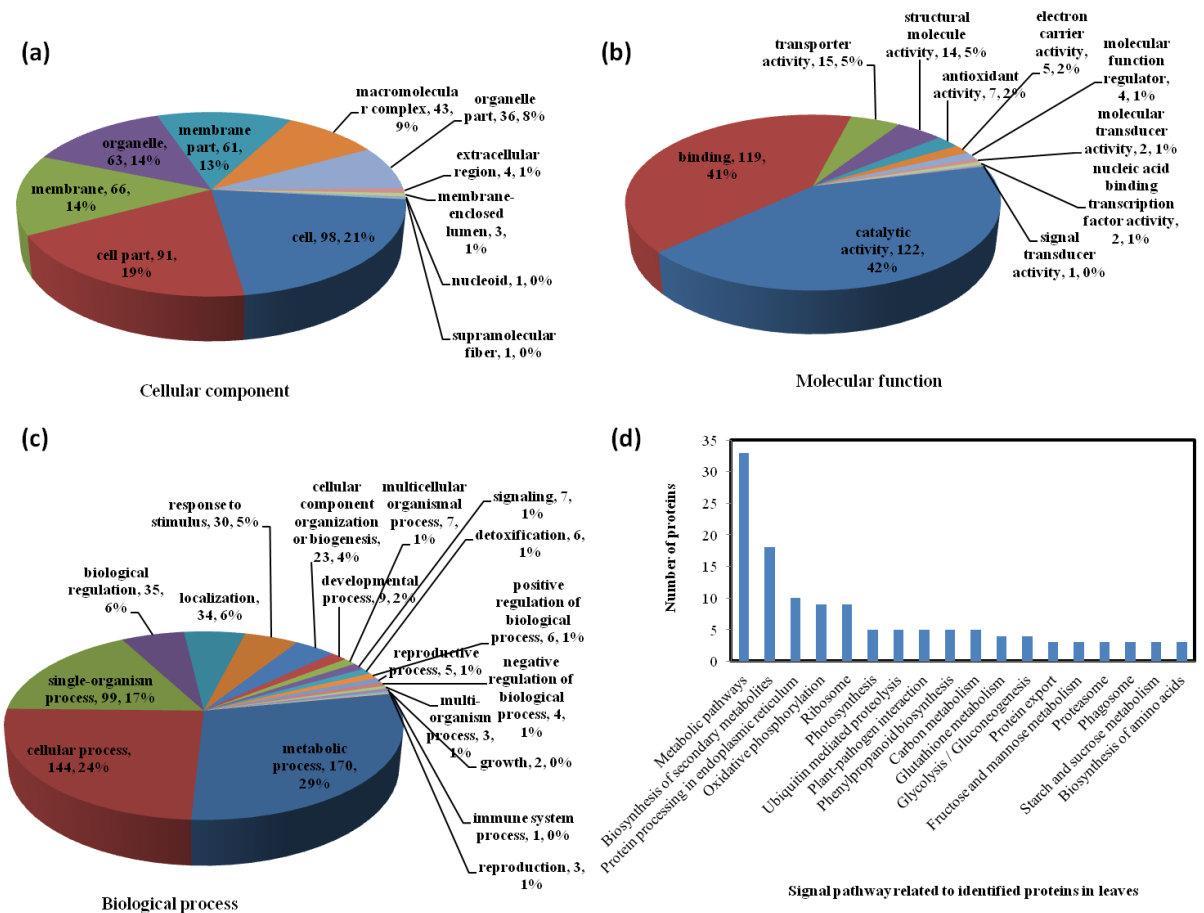 (a)
macromolecula
r complex, 43,
9%
organelle
part, 36, 8%
membrane
part, 61,
13%
organelle,
63, 14%
extracellular
region, 4, 1%
membrane, 66,
14%
membrane-
enclosed
lumen, 3,
1%
cell, 98, 21%
cell part, 91,
19%
nucleoid, 1, 0%
supramolecular
fiber, 1, 0%
Cellular component
(b)
structural
molecule
activity, 14, 5%
electron
carrier
activity,
5, 2%
transporter
activity, 15, 5%
antioxidant
activity, 7, 2%
molecular
function
regulator,
4, 1%
molecular
transducer
activity, 2, 1%
binding, 119,
41%
nucleic acid
binding
transcription
factor activity,
2, 1%
catalytic
activity, 122,
42%
signal
transducer
activity, 1, 0%
Molecular function
(c)
cellular
component
organization
or biogenesis,
23, 4%
multicellular
organismal
process, 7,
1%
signaling, 7,
1%
response to
stimulus, 30, 5%
detoxification, 6,
1%
biological
regulation, 35,
6%
localization,
34, 6%
developmental
process, 9, 2%
positive
regulation of
biological
process, 6, 1%
reproductive
process, 5, 1%
negative
regulation of
biological
process, 4,
1%
single-organism
process, 99, 17%
multi-
organism
process, 3,
1%
cellular process,
144, 24%
metabolic
process, 170,
29%
growth, 2, 0%
immune system
process, 1, 0%
reproduction, 3,
1%
Biological process
(d)
Number of proteins
35
30
25
20
15
10
5
0
Metabolic pathways
Biosynthesis of secondary metabolites
Protein processing in endoplasmic reticulum
Oxidative phosphorylation
Ribosome
Photosynthesis
Ubiquitin mediated proteolysis
Plant-pathogen interaction
Phenylpropanoid biosynthesis
Carbon metabolism
Glutathione metabolism
Glycolysis / Gluconeogenesis
Protein export
Fructose and mannose metabolism
Proteasome
Phagosome
Starch and sucrose metabolism
Biosynthesis of amino acids
Signal pathway related to identified proteins in leaves